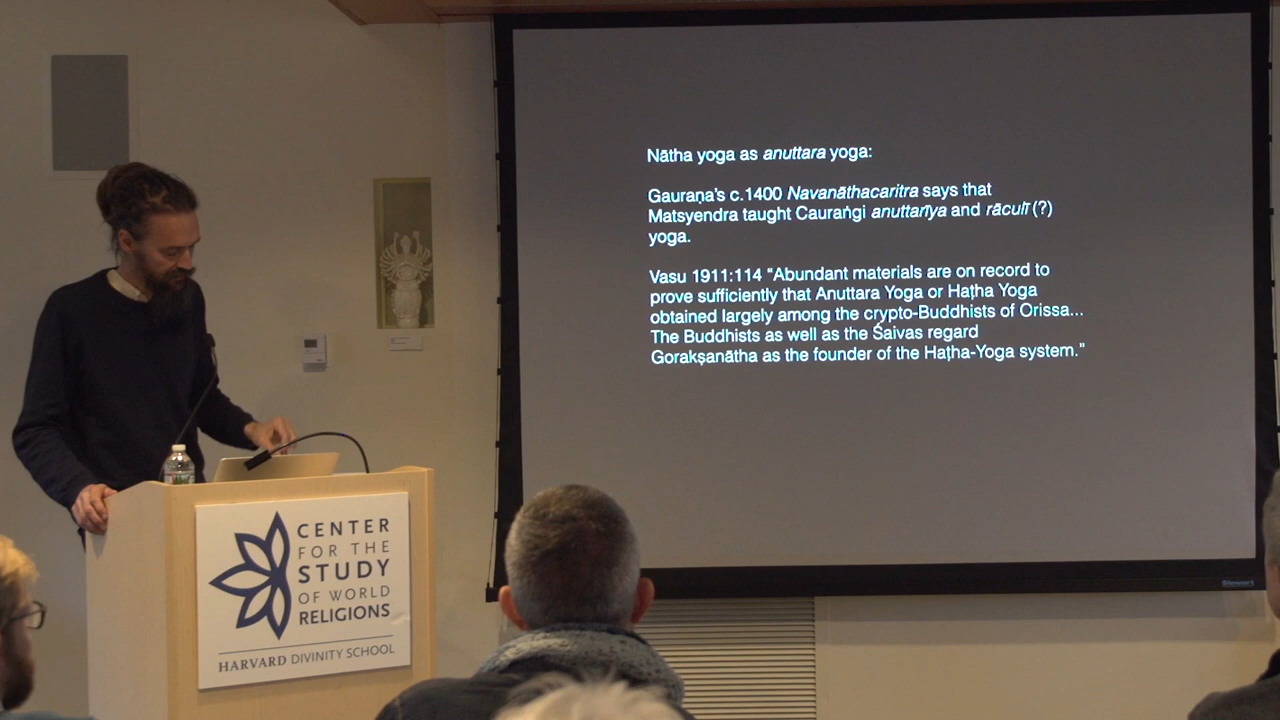 Nātha yoga as anuttara yoga:
Gauraṇa's c.1400 Navanāthacaritra says that
Matsyendra taught Cauraṅgi anuttarīya and rāculī (?)
yoga.
Vasu 1911:114 “Abundant materials are on record to
prove sufficiently that Anuttara Yoga or Haṭha Yoga
obtained largely among the crypto-Buddhists of Orissa...
The Buddhists as well as the Śaivas regard
Gorakṣanātha as the founder of the Haṭha-Yoga system.”
Stewart
CENTER
FOR THE
STUDY
OF WORLD
RELIGIONS
HARVARD DIVINITY SCHOOL